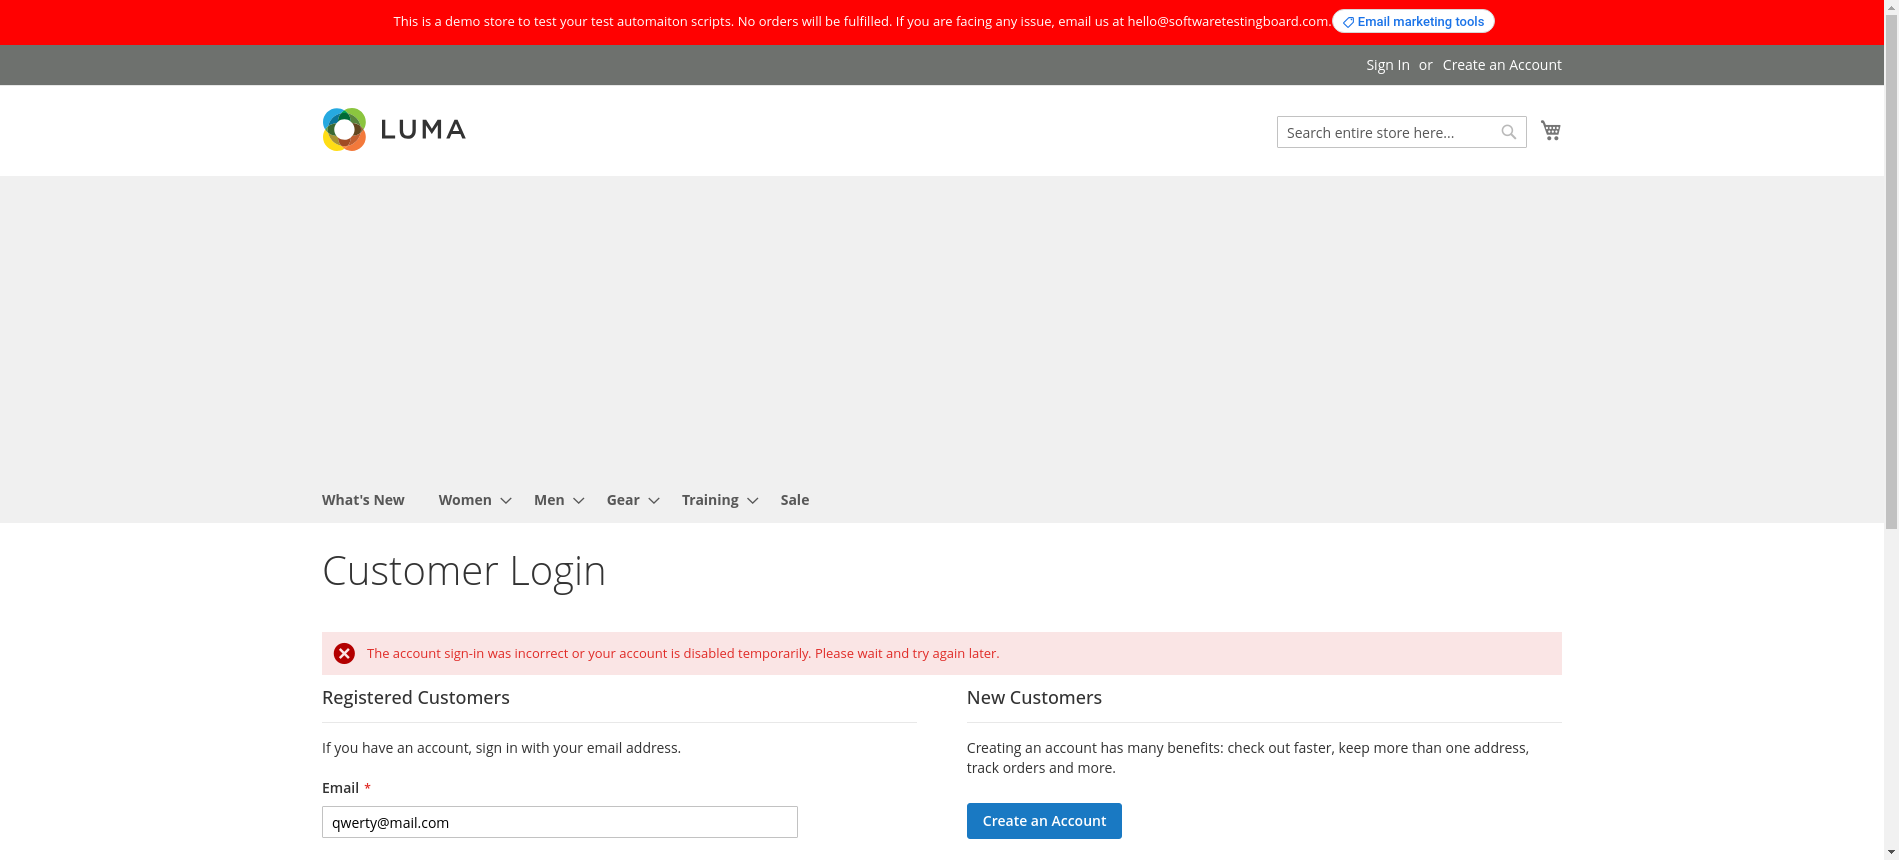 This is a demo store to test your test automaiton scripts. No orders will be fulfilled. If you are facing any issue, email us at hello@softwaretestingboard.com. Email marketing tools
Sign In or Create an Account
LUMA
Search entire store here...
What's New Women Men Gear Training Sale
Customer Login
The account sign-in was incorrect or your account is disabled temporarily. Please wait and try again later.
Registered Customers
If you have an account, sign in with your email address.
Email *
qwerty@mail.com
New Customers
Creating an account has many benefits: check out faster, keep more than one address,
track orders and more.
Create an Account